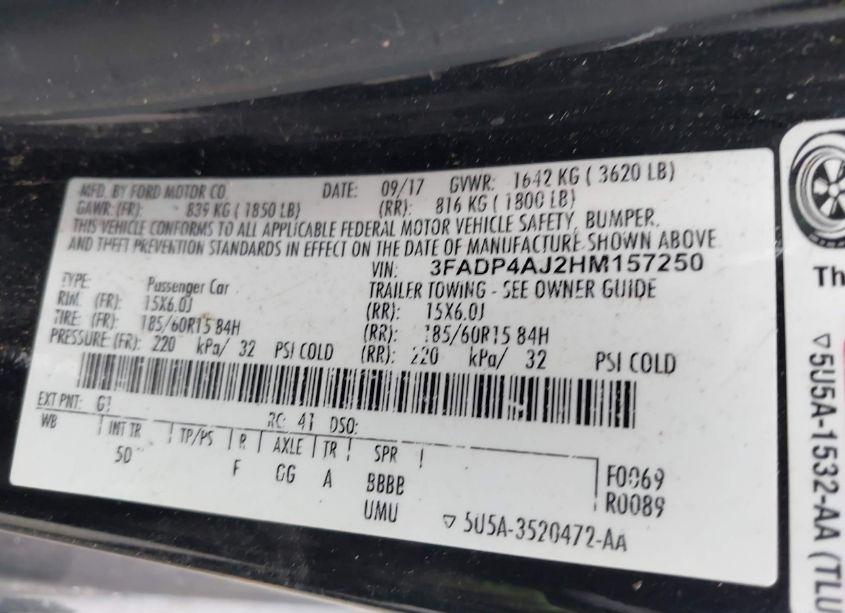 MFD. BY FORD MOTOR CO. DATE: 09/17 GVWR: 1642 KG ( 3620 LB)
GAWR: (FR): 839 KG ( 1850 LB) (RR): 816 KG ( 1800 LB)
THIS VEHICLE CONFORMS TO ALL APPLICABLE FEDERAL MOTOR VEHICLE SAFETY, BUMPER,
AND THEFT PREVENTION STANDARDS IN EFFECT ON THE DATE OF MANUFACTURE SHOWN ABOVE.
VIN: 3FADP4AJ2HM157250
TYPE: Passenger Car TRAILER TOWING - SEE OWNER GUIDE
RIM: (FR): 15X6.0J (RR): 15X6.0J
TIRE: (FR): 185/60R15 84H (RR): 185/60R15 84H
PRESSURE: (FR): 220 kPa/ 32 PSI COLD (RR): 220 kPa/ 32 PSI COLD
EXT PNT: G1 RC: 41 DSO:
WB INT TR TP/PS R AXLE TR SPR
5D F GG A BBBB
UMU
F0069
R0089
5U5A-3520472-AA
Th
5U5A-1532-AA (TLU